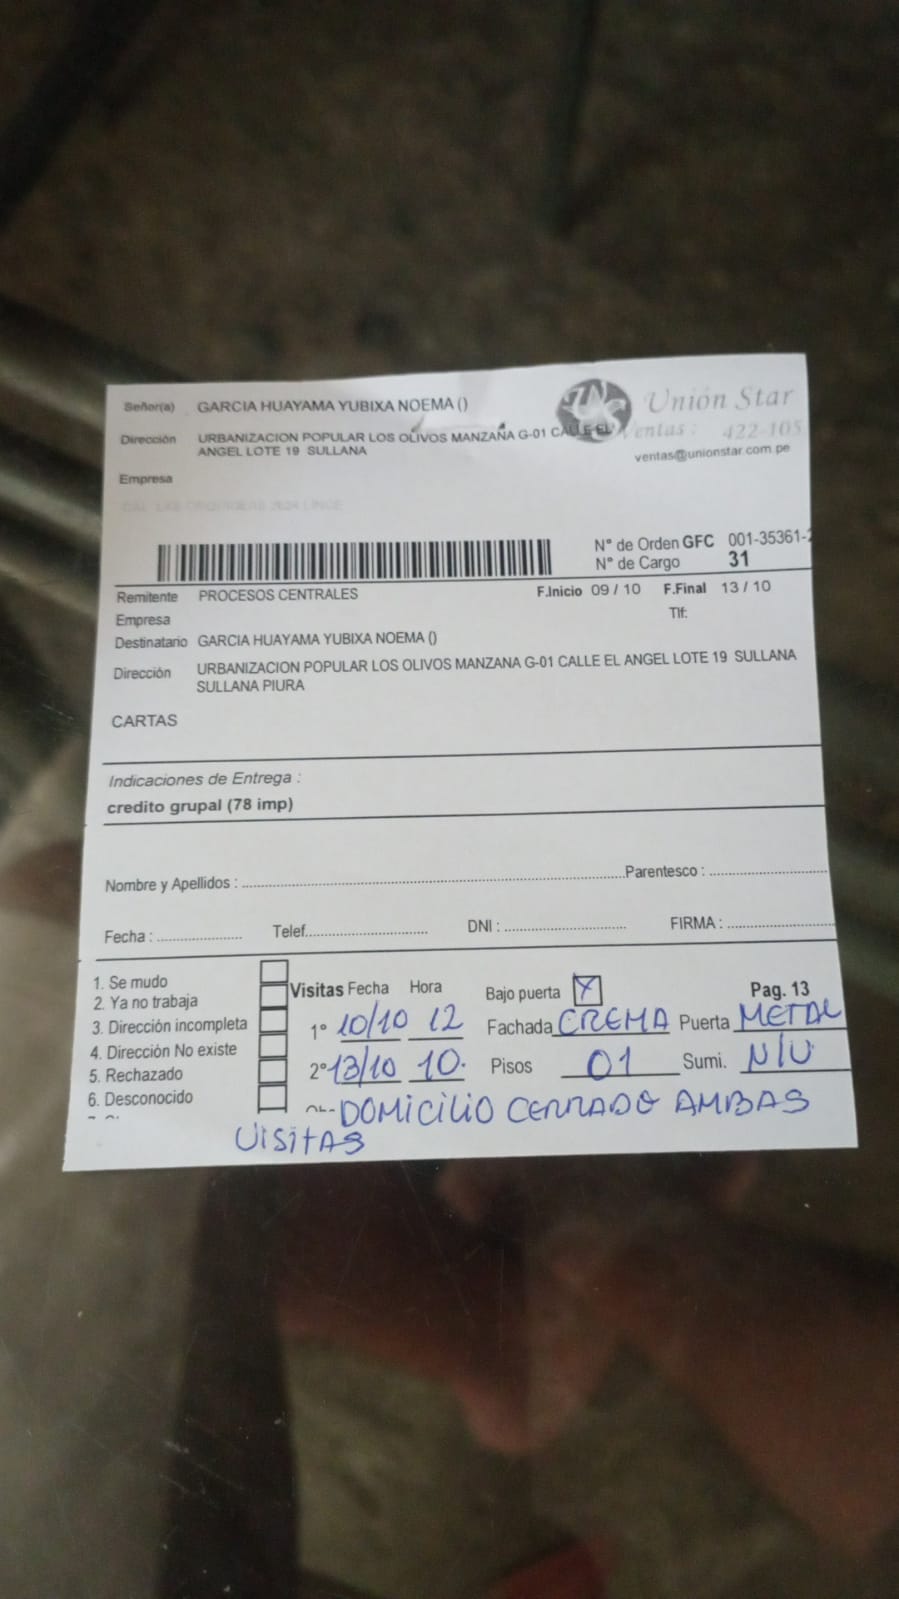 Señor(a) GARCIA HUAYAMA YUBIXA NOEMA ()
Unión Star
Dirección URBANIZACION POPULAR LOS OLIVOS MANZANA G-01 CALLE EL
ANGEL LOTE 19 SULLANA
Ventas : 422-105
ventas@unionstar.com.pe
Empresa
N° de Orden GFC 001-35361-
N° de Cargo 31
Remitente PROCESOS CENTRALES F.Inicio 09 / 10 F.Final 13 / 10
Empresa Tlf:
Destinatario GARCIA HUAYAMA YUBIXA NOEMA ()
Dirección URBANIZACION POPULAR LOS OLIVOS MANZANA G-01 CALLE EL ANGEL LOTE 19 SULLANA
SULLANA PIURA
CARTAS
Indicaciones de Entrega :
credito grupal (78 imp)
Nombre y Apellidos : Parentesco :
Fecha : Telef. DNI : FIRMA :
1. Se mudo
2. Ya no trabaja
3. Dirección incompleta
4. Dirección No existe
5. Rechazado
6. Desconocido
Visitas Fecha Hora Bajo puerta X Pag. 13
1° 10/10 12 Fachada CREMA Puerta METAL
2° 13/10 10. Pisos 01 Sumi. N/U
DOMICILIO CERRADO AMBAS
VISITAS